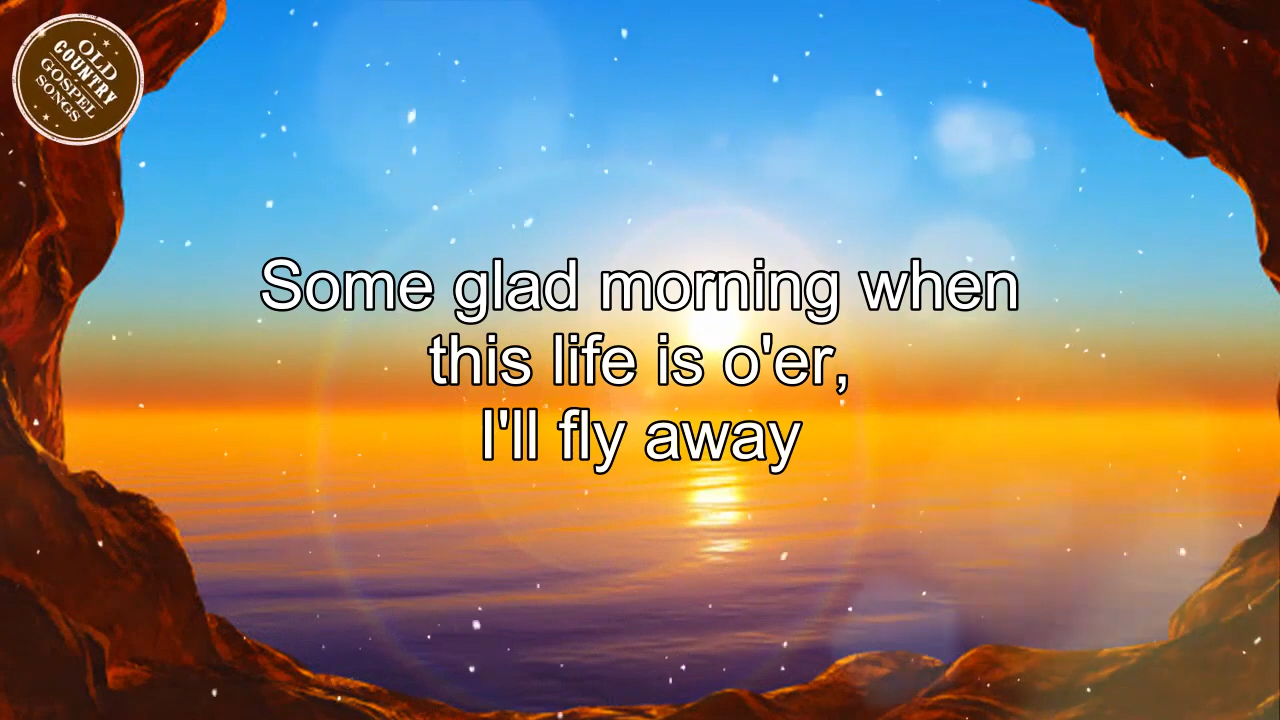 OLD
COUNTRY
GOSPEL
SONGS
Some glad morning when
this life is o'er,
I'll fly away